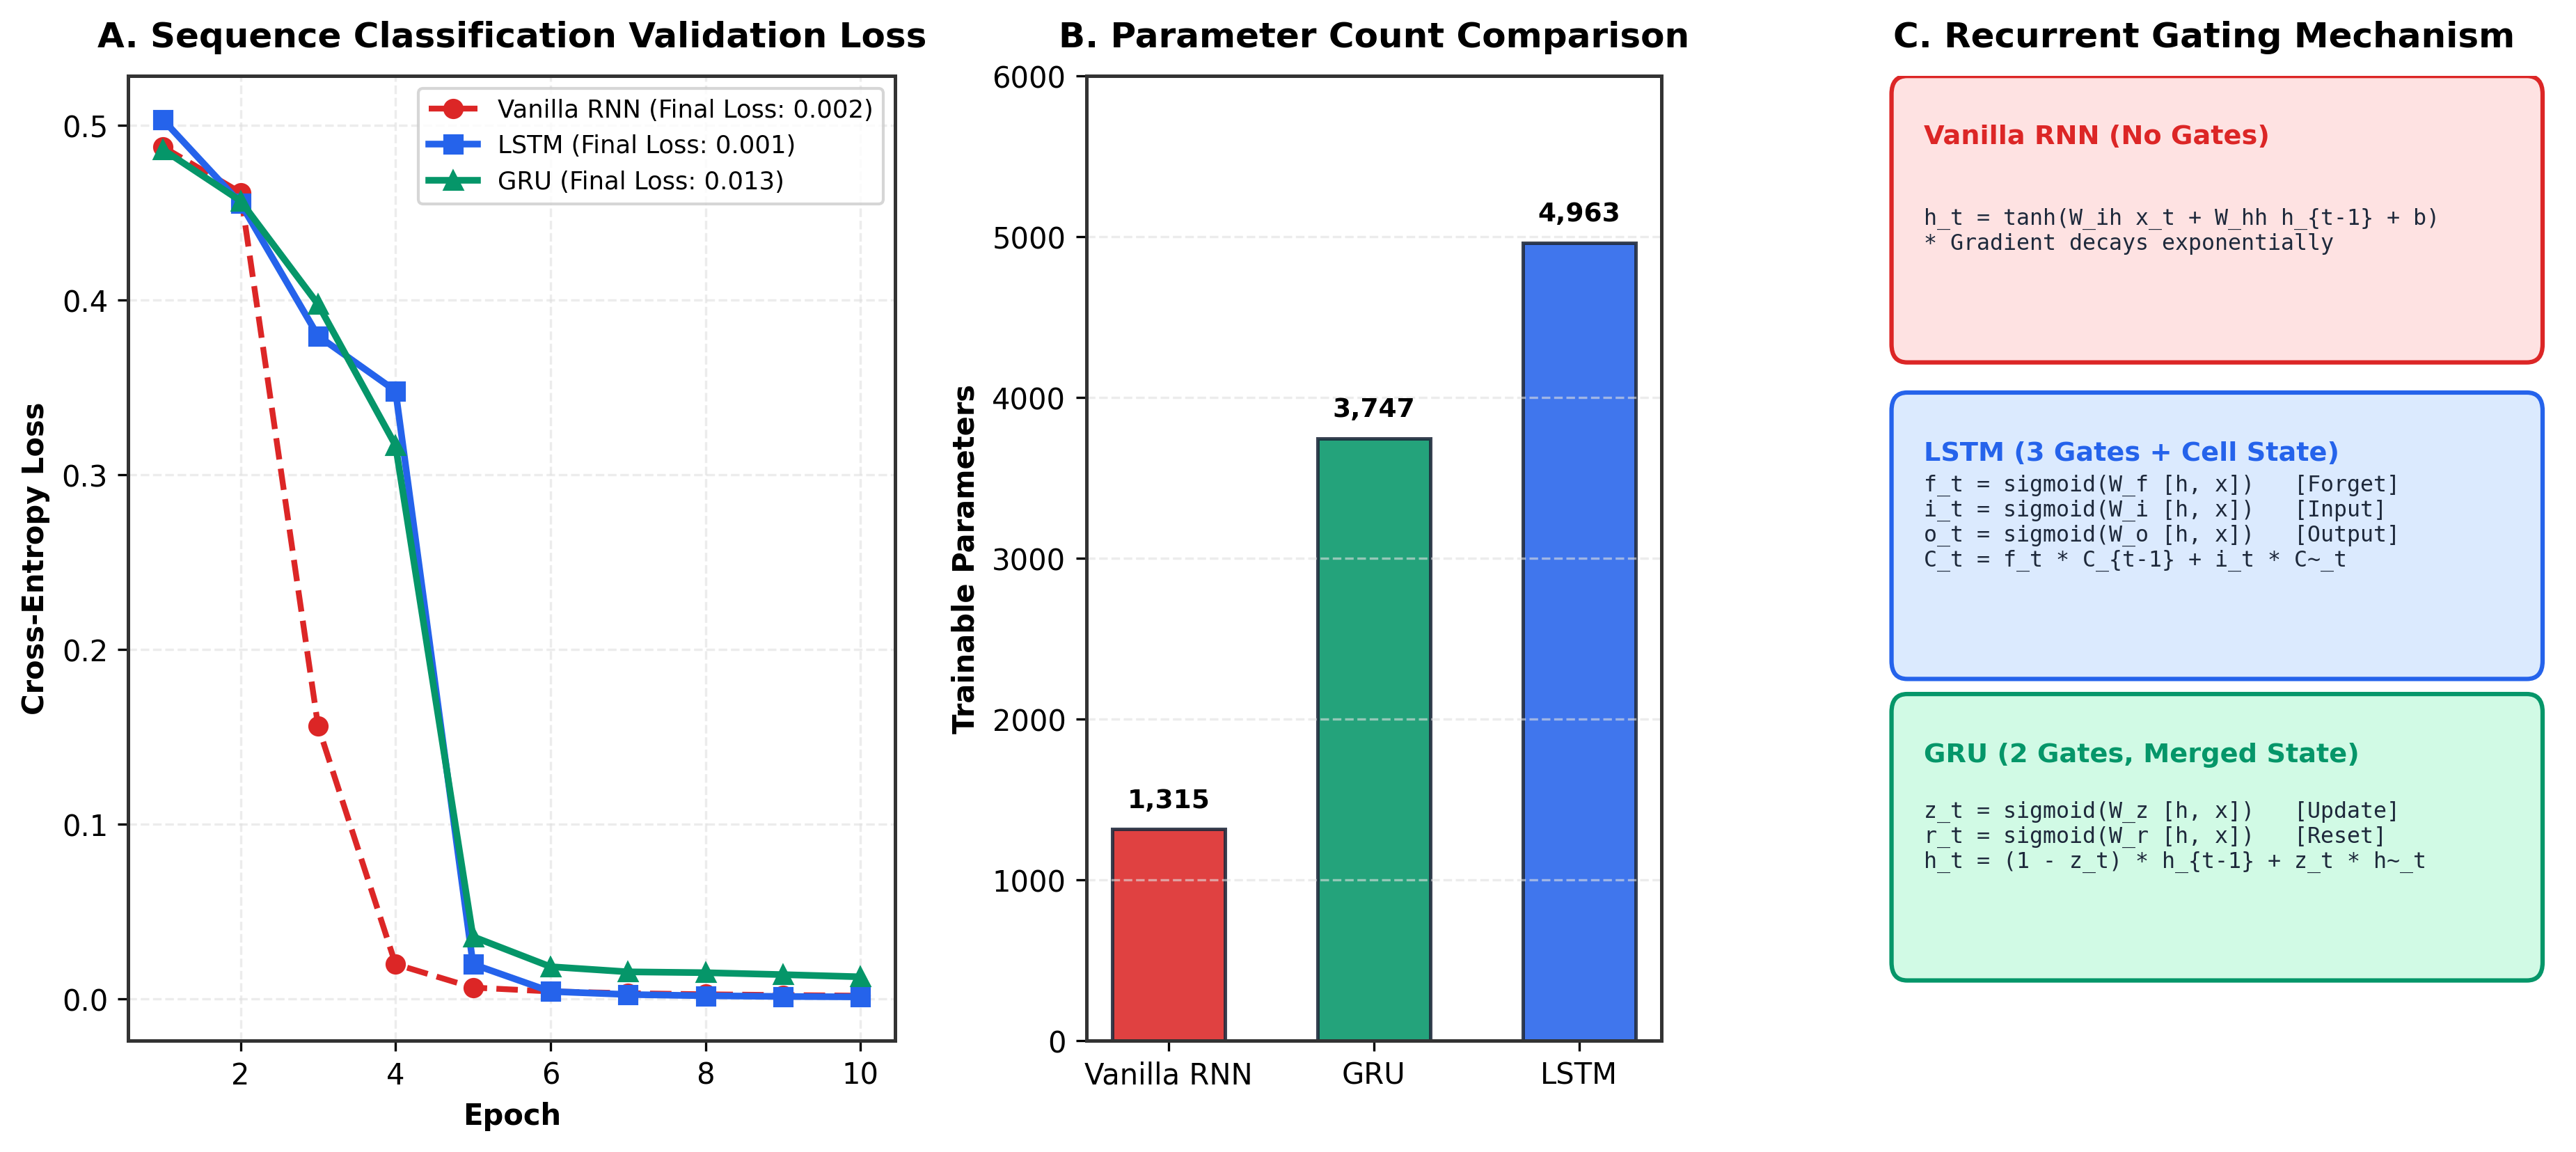 A. Sequence Classification Validation Loss
Cross-Entropy Loss
0.5
0.4
0.3
0.2
0.1
0.0
2 4 6 8 10
Epoch
Vanilla RNN (Final Loss: 0.002)
LSTM (Final Loss: 0.001)
GRU (Final Loss: 0.013)
B. Parameter Count Comparison
Trainable Parameters
6000
5000
4000
3000
2000
1000
0
1,315
3,747
4,963
Vanilla RNN GRU LSTM
C. Recurrent Gating Mechanism
Vanilla RNN (No Gates)
h_t = tanh(W_ih x_t + W_hh h_{t-1} + b)
* Gradient decays exponentially
LSTM (3 Gates + Cell State)
f_t = sigmoid(W_f [h, x]) [Forget]
i_t = sigmoid(W_i [h, x]) [Input]
o_t = sigmoid(W_o [h, x]) [Output]
C_t = f_t * C_{t-1} + i_t * C~_t
GRU (2 Gates, Merged State)
z_t = sigmoid(W_z [h, x]) [Update]
r_t = sigmoid(W_r [h, x]) [Reset]
h_t = (1 - z_t) * h_{t-1} + z_t * h~_t